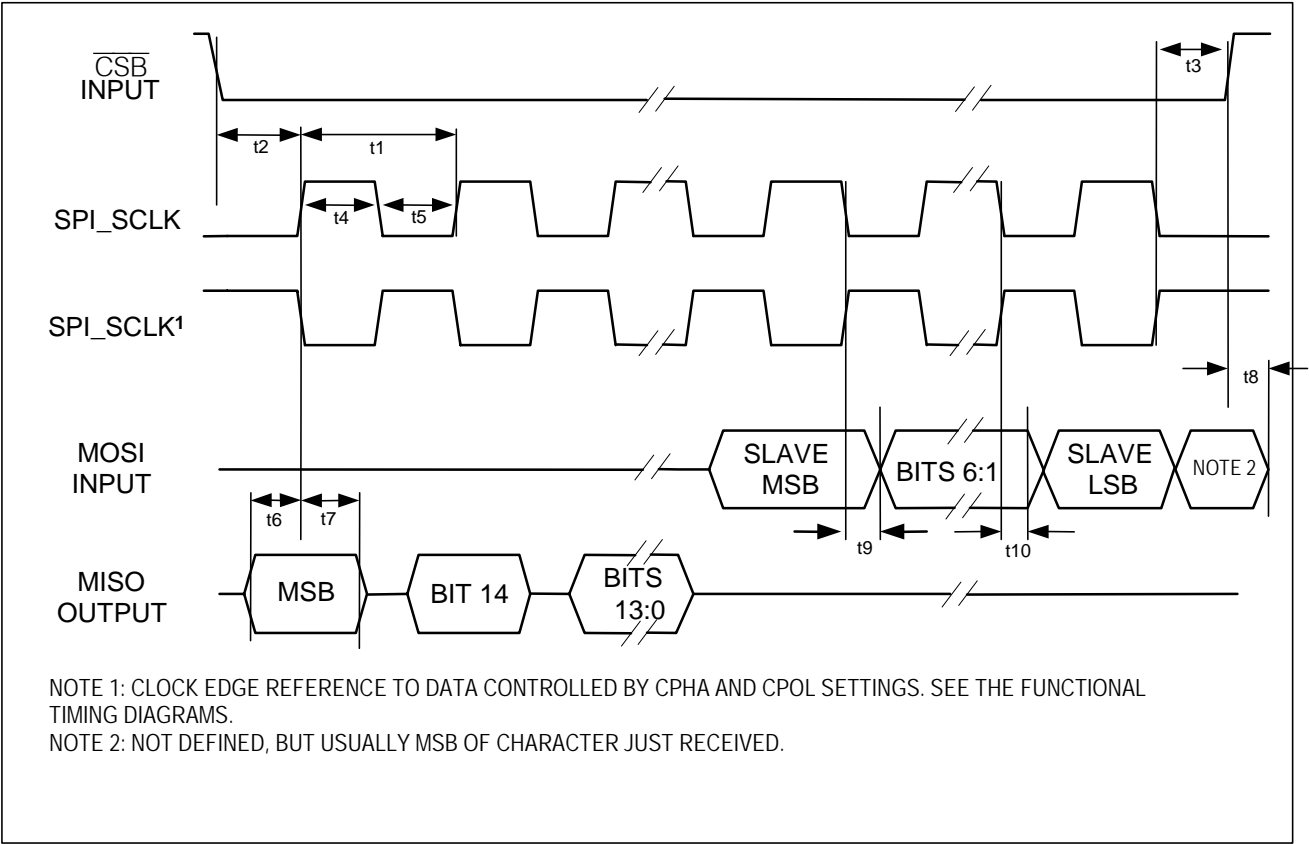 CSB
INPUT
t3
t2
t1
SPI_SCLK
t4
t5
SPI_SCLK¹
t8
MOSI
INPUT
SLAVE
MSB
BITS 6:1
SLAVE
LSB
NOTE 2
t6
t7
t9
t10
MISO
OUTPUT
MSB
BIT 14
BITS
13:0
NOTE 1: CLOCK EDGE REFERENCE TO DATA CONTROLLED BY CPHA AND CPOL SETTINGS. SEE THE FUNCTIONAL
TIMING DIAGRAMS.
NOTE 2: NOT DEFINED, BUT USUALLY MSB OF CHARACTER JUST RECEIVED.